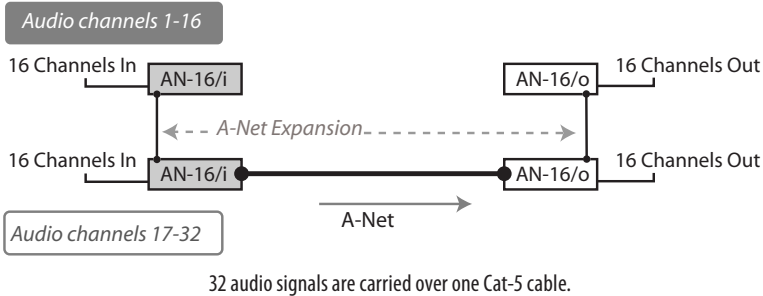 Audio channels 1-16
16 Channels In
AN-16/i
AN-16/o
16 Channels Out
A-Net Expansion
16 Channels In
AN-16/i
AN-16/o
16 Channels Out
A-Net
Audio channels 17-32
32 audio signals are carried over one Cat-5 cable.